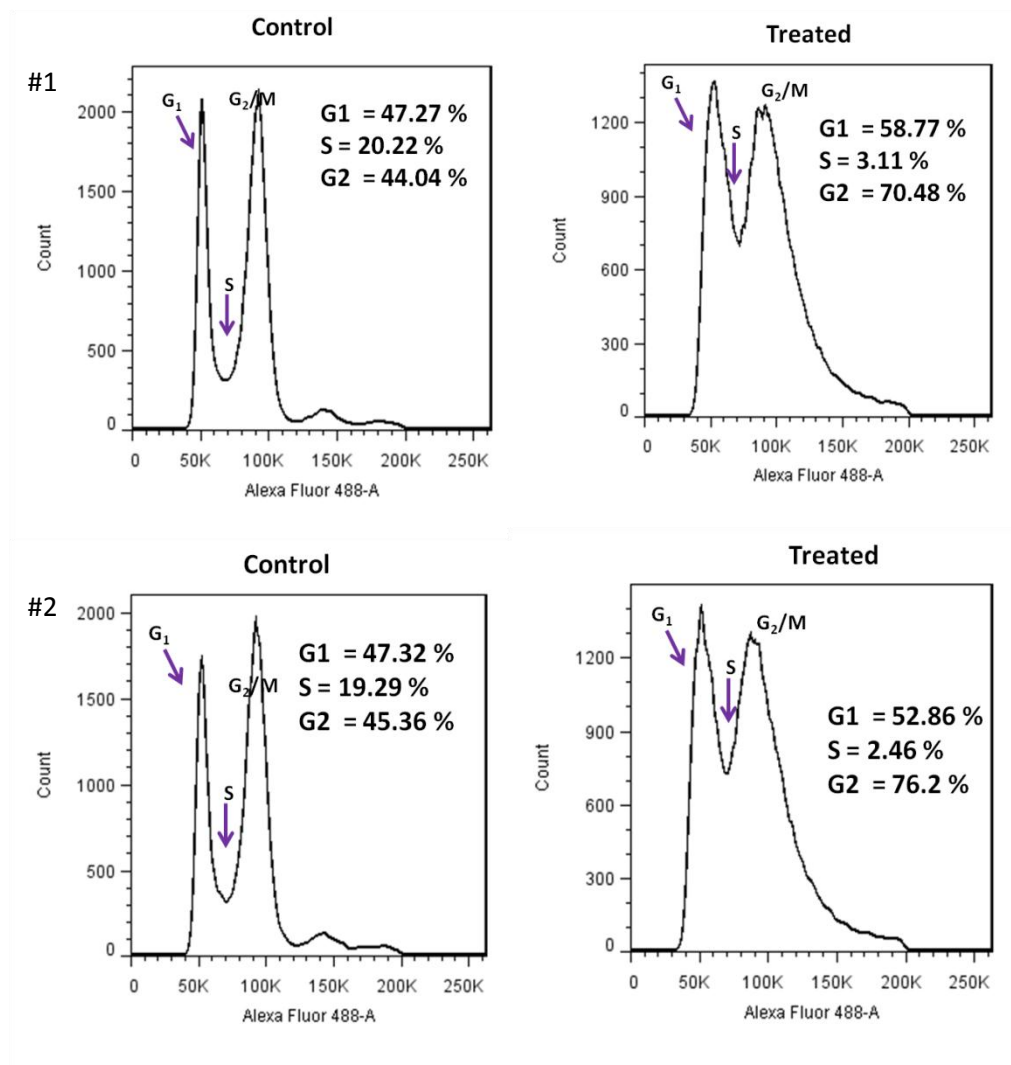 Control
#1
G1
G2/M
S
G1 = 47.27 %
S = 20.22 %
G2 = 44.04 %
2000
1500
1000
500
0
Count
0 50K 100K 150K 200K 250K
Alexa Fluor 488-A
Treated
G1
S
G2/M
G1 = 58.77 %
S = 3.11 %
G2 = 70.48 %
1200
900
600
300
0
Count
0 50K 100K 150K 200K 250K
Alexa Fluor 488-A
Control
#2
G1
G2/M
S
G1 = 47.32 %
S = 19.29 %
G2 = 45.36 %
2000
1500
1000
500
0
Count
0 50K 100K 150K 200K 250K
Alexa Fluor 488-A
Treated
G1
S
G2/M
G1 = 52.86 %
S = 2.46 %
G2 = 76.2 %
1200
900
600
300
0
Count
0 50K 100K 150K 200K 250K
Alexa Fluor 488-A